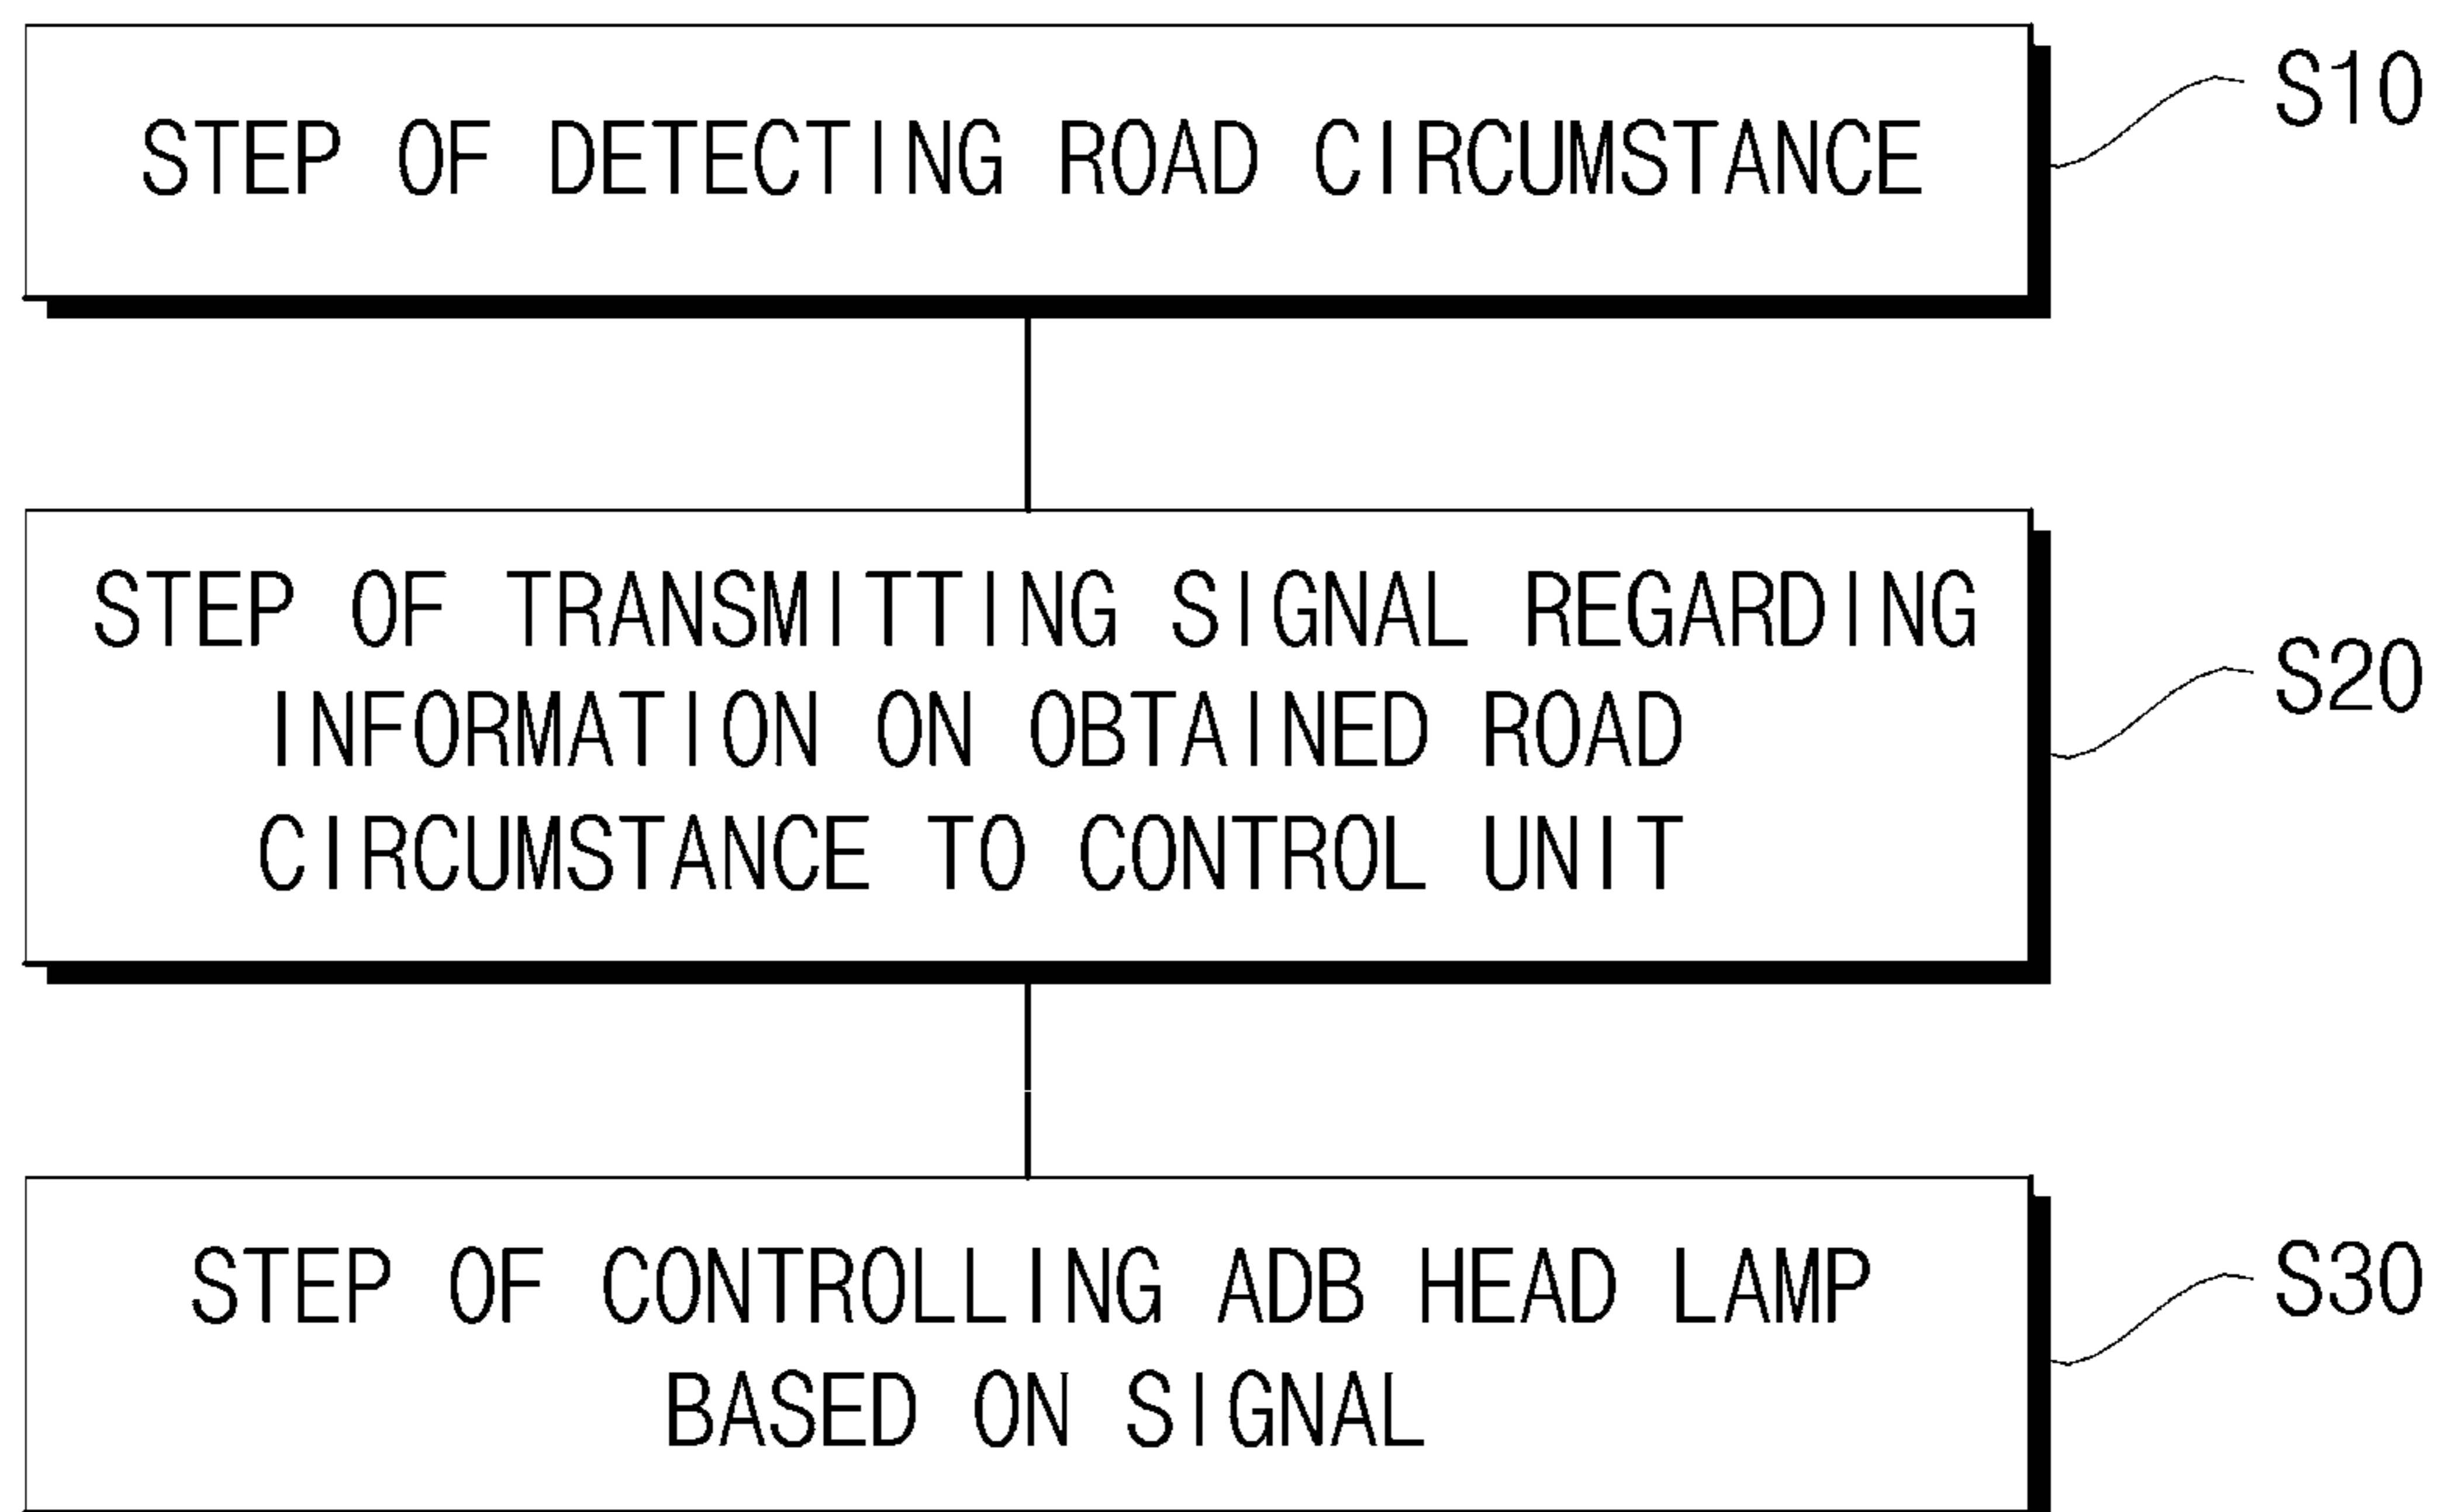 STEP OF DETECTING ROAD CIRCUMSTANCE
S10
STEP OF TRANSMITTING SIGNAL REGARDING
INFORMATION ON OBTAINED ROAD
CIRCUMSTANCE TO CONTROL UNIT
S20
STEP OF CONTROLLING ADB HEAD LAMP
BASED ON SIGNAL
S30